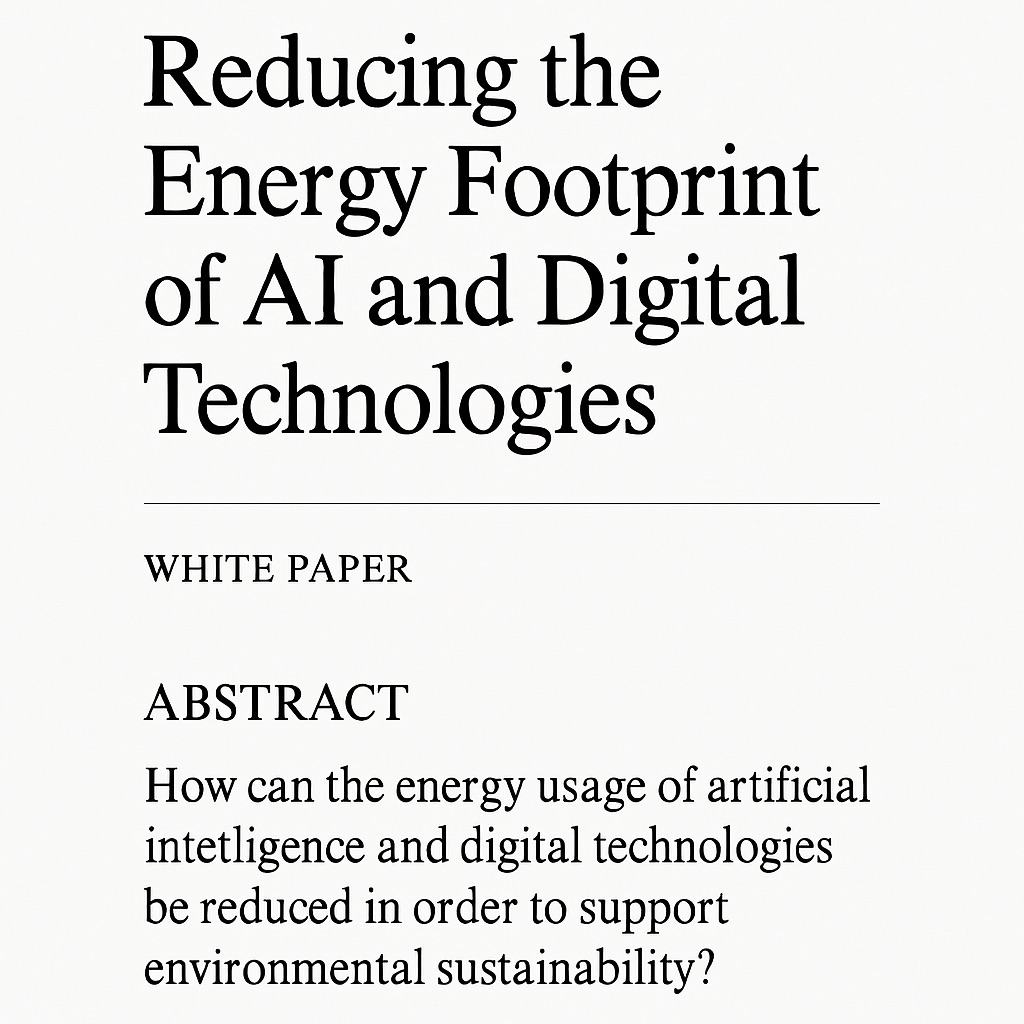 Reducing the
Energy Footprint
of AI and Digital
Technologies
WHITE PAPER
ABSTRACT
How can the energy usage of artificial
intetligence and digital technologies
be reduced in order to support
environmental sustainability?